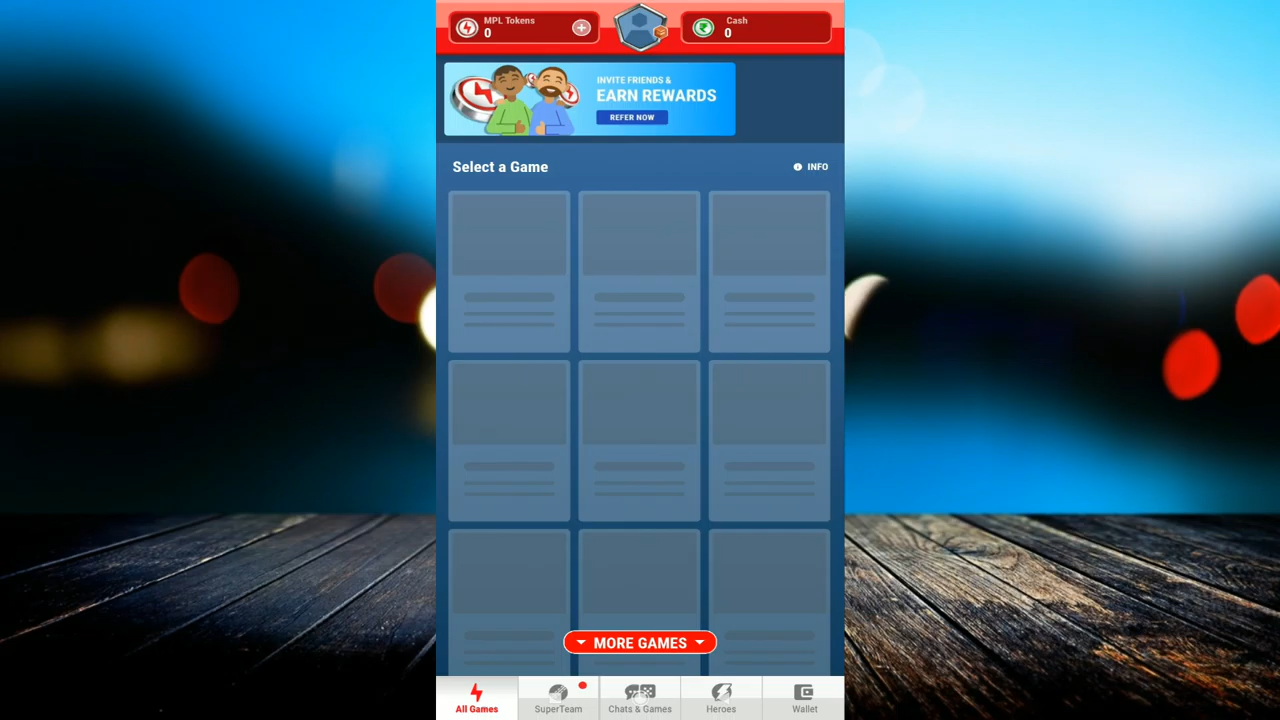 MPL Tokens
0
Cash
0
INVITE FRIENDS &
EARN REWARDS
REFER NOW
Select a Game
INFO
MORE GAMES
All Games
SuperTeam
Chats & Games
Heroes
Wallet